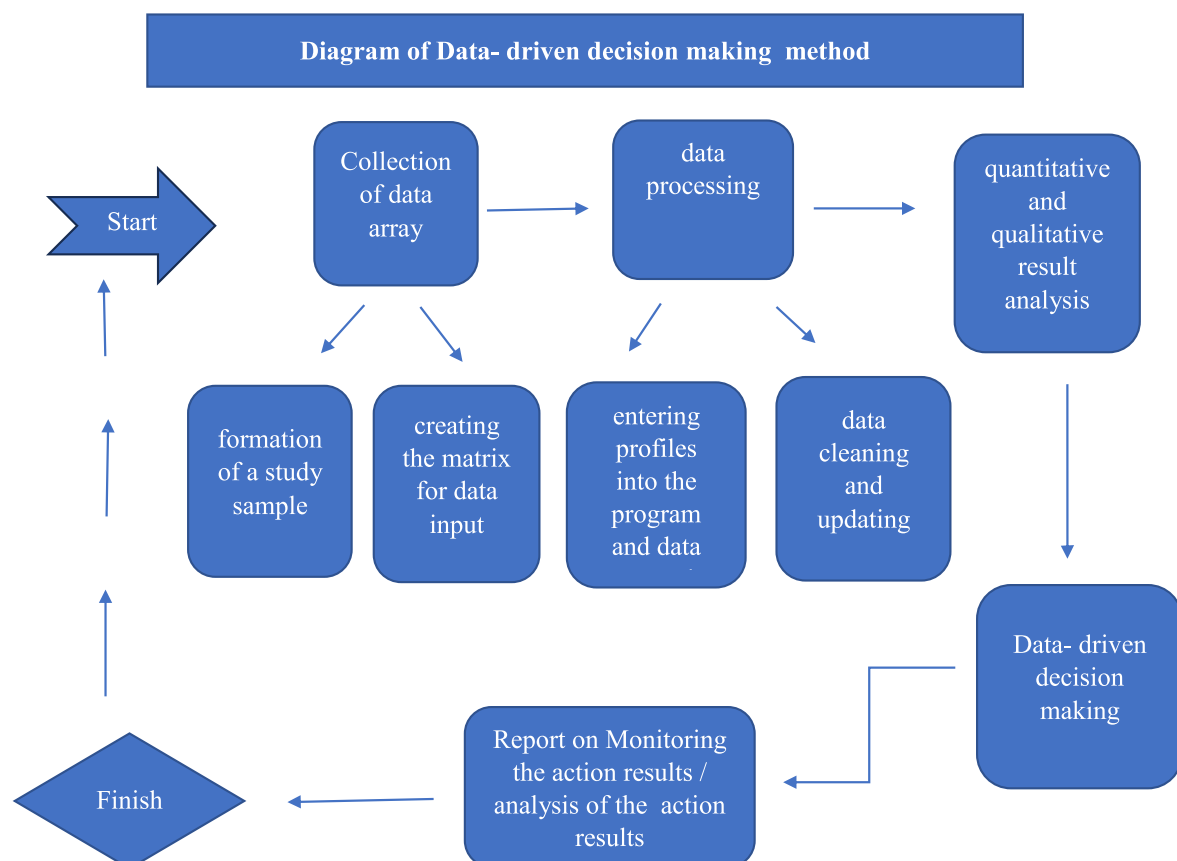 Diagram of Data- driven decision making method
Start
Collection
of data
array
data
processing
quantitative
and
qualitative
result
analysis
formation
of a study
sample
creating
the matrix
for data
input
entering
profiles
into the
program
and data
data
cleaning
and
updating
Data- driven
decision
making
Report on Monitoring
the action results /
analysis of the action
results
Finish